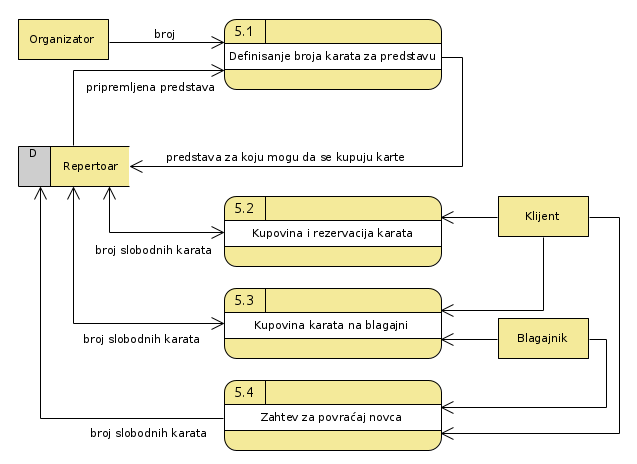 Organizator
broj
5.1
Definisanje broja karata za predstavu
pripremljena predstava
D
Repertoar
predstava za koju mogu da se kupuju karte
5.2
Kupovina i rezervacija karata
Klijent
broj slobodnih karata
5.3
Kupovina karata na blagajni
Blagajnik
broj slobodnih karata
5.4
Zahtev za povraćaj novca
broj slobodnih karata